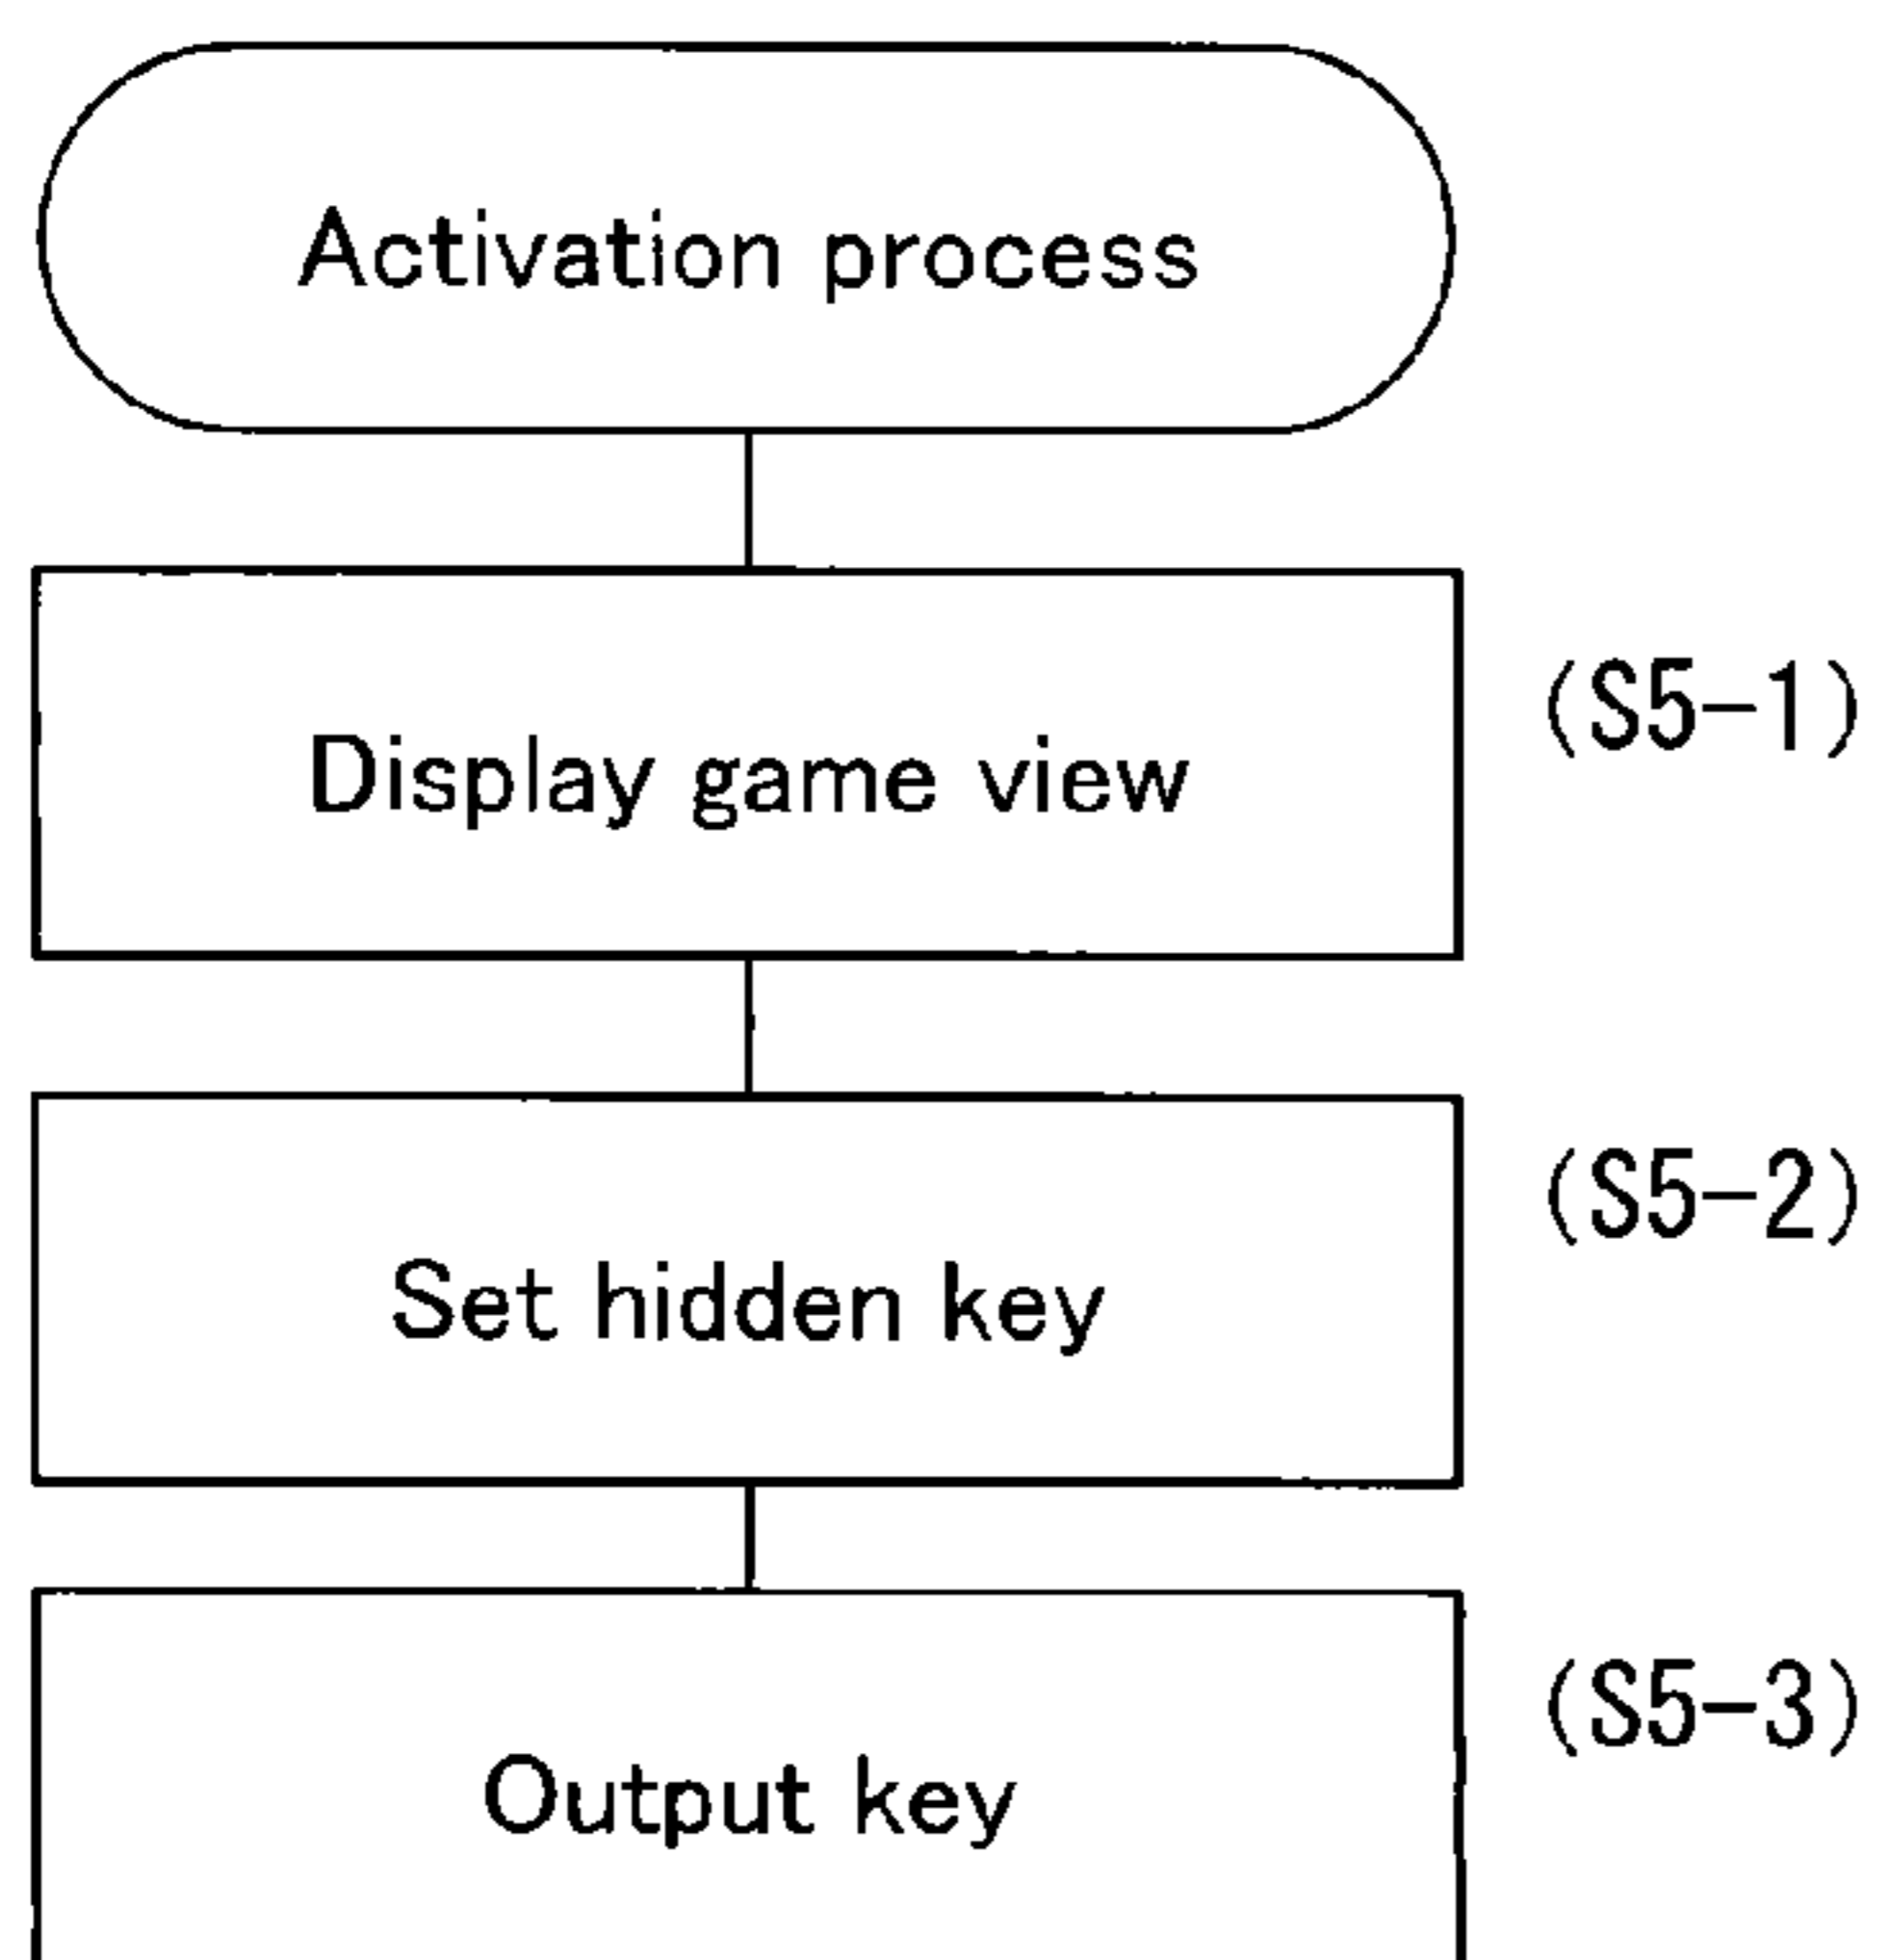 Activation process
Display game view
(S5-1)
Set hidden key
(S5-2)
Output key
(S5-3)